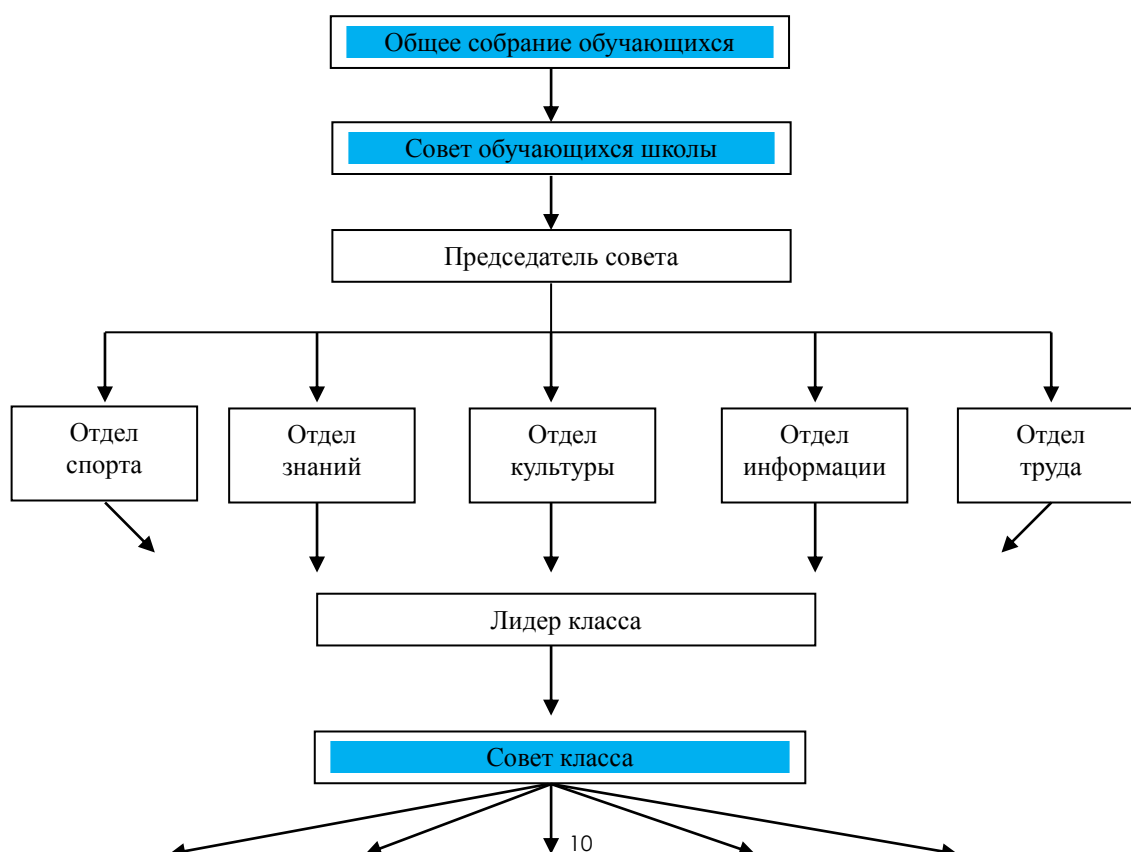 Общее собрание обучающихся
Совет обучающихся школы
Председатель совета
Отдел
спорта
Отдел
знаний
Отдел
культуры
Отдел
информации
Отдел
труда
Лидер класса
Совет класса
10